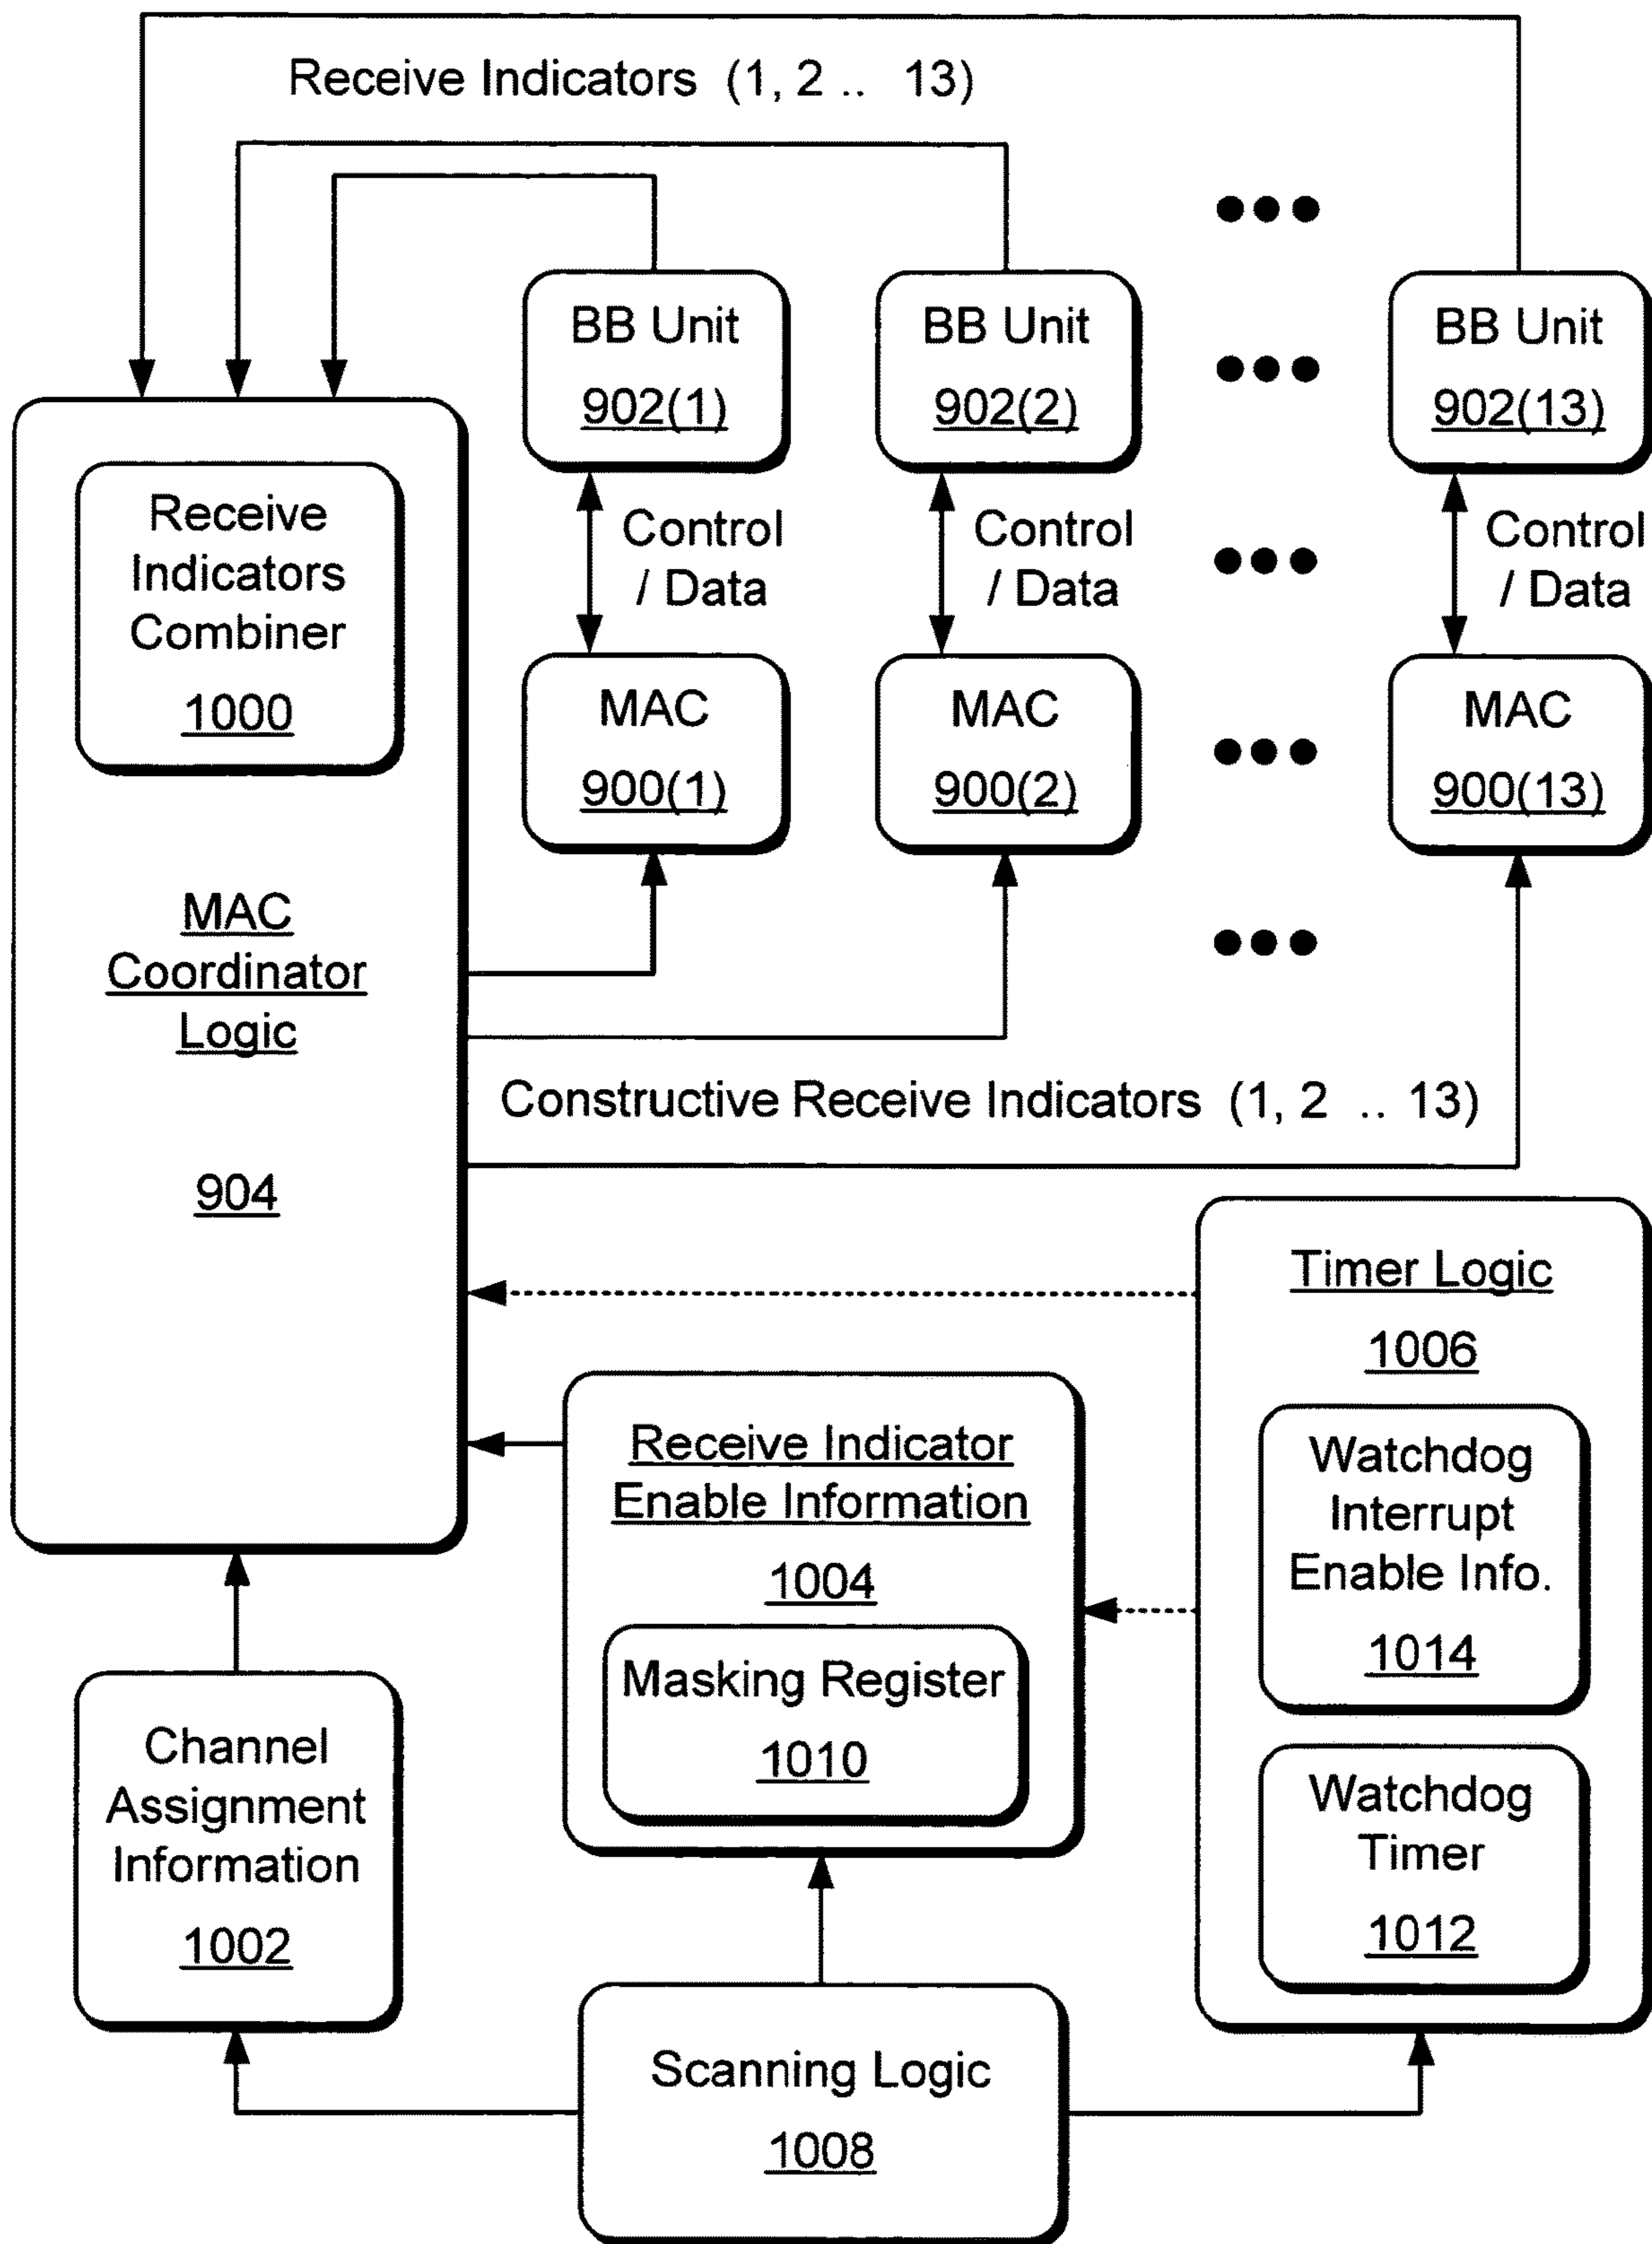 Receive Indicators (1, 2 .. 13)
BB Unit
902(1)
BB Unit
902(2)
BB Unit
902(13)
Receive
Indicators
Combiner
1000
Control
/ Data
Control
/ Data
Control
/ Data
MAC
900(1)
MAC
900(2)
MAC
900(13)
MAC
Coordinator
Logic
904
Constructive Receive Indicators (1, 2 .. 13)
Timer Logic
1006
Watchdog
Interrupt
Enable Info.
1014
Watchdog
Timer
1012
Receive Indicator
Enable Information
1004
Masking Register
1010
Channel
Assignment
Information
1002
Scanning Logic
1008